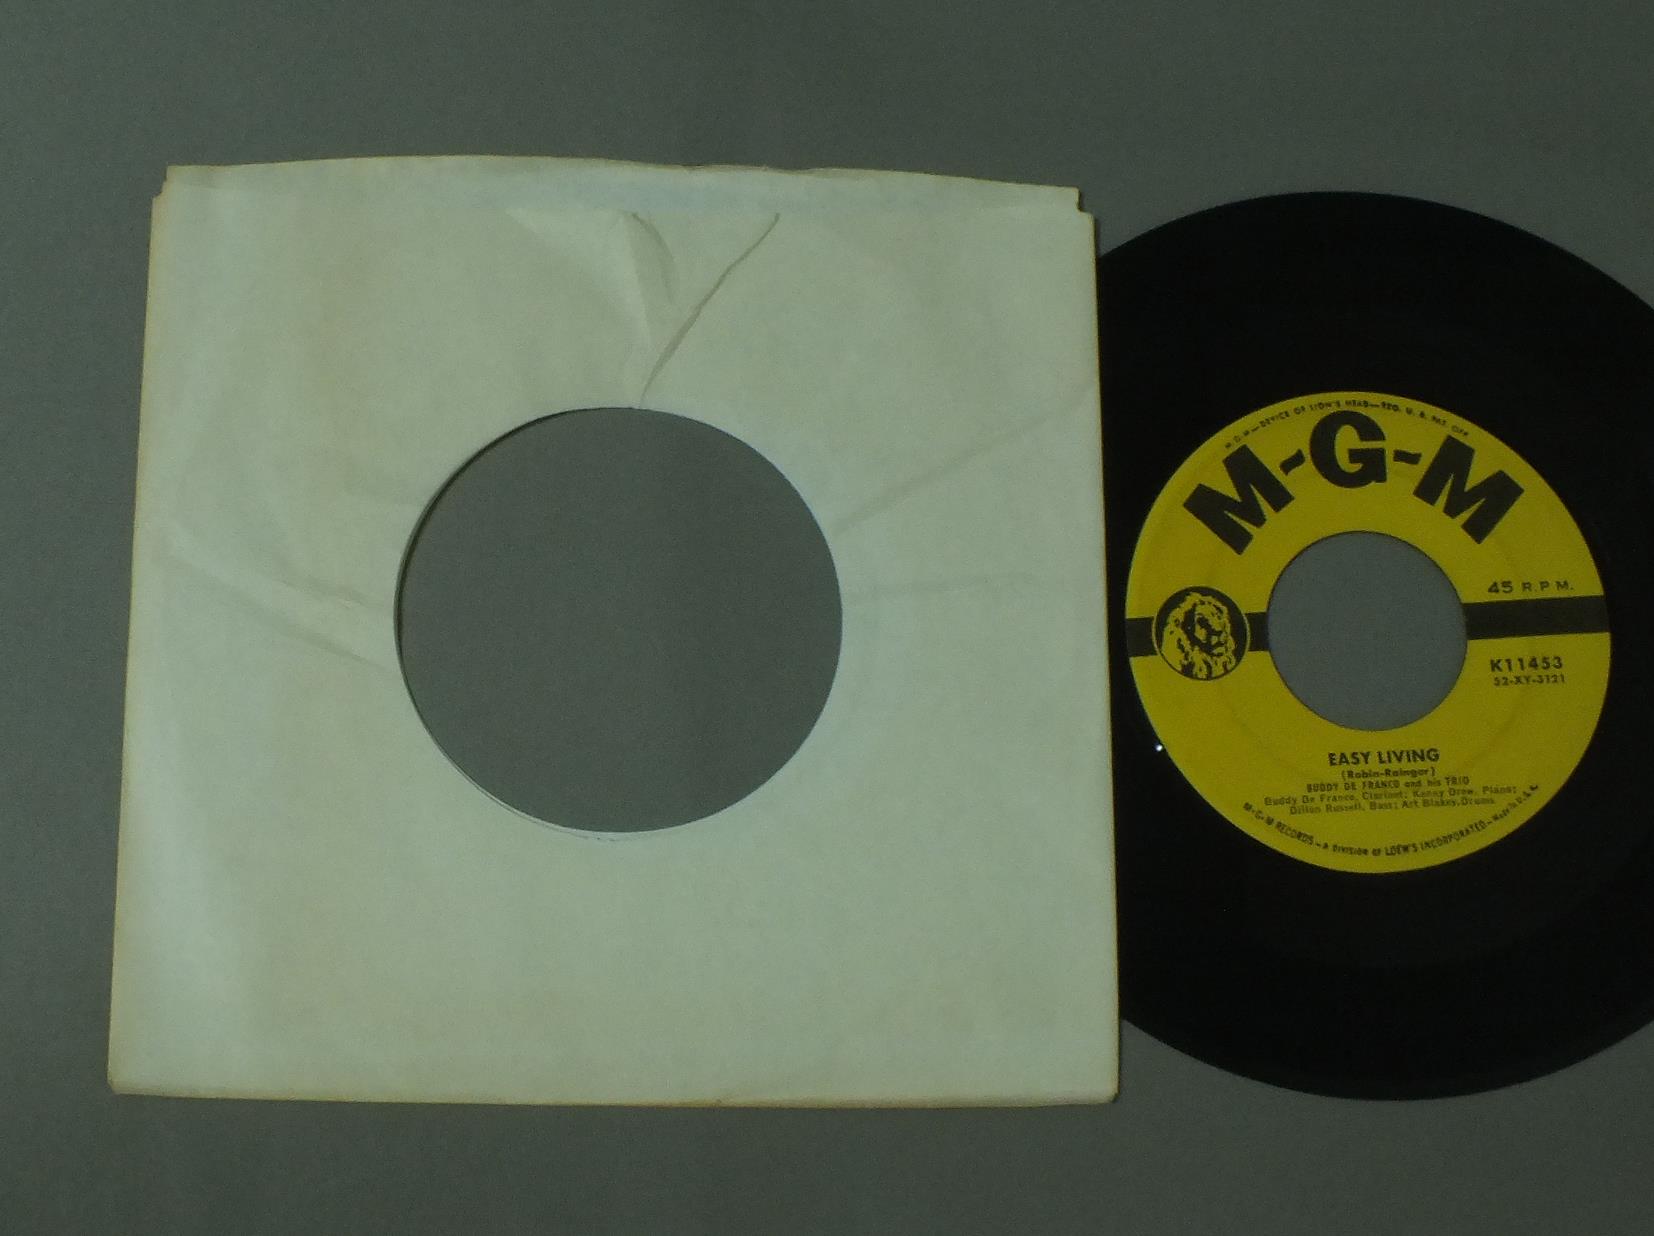 M.G.M.—DEVICE OF LION'S HEAD—REG. U. S. PAT. OFF.
M-G-M
45 R.P.M.
K11453
52-XY-3121
EASY LIVING
(Robin-Rainger)
BUDDY DE FRANCO and his TRIO
Buddy De Franco, Clarinet; Kenny Drew, Piano;
Dillon Russell, Bass; Art Blakey, Drums
M-G-M RECORDS—A DIVISION OF LOEW'S INCORPORATED—Made in U.S.A.